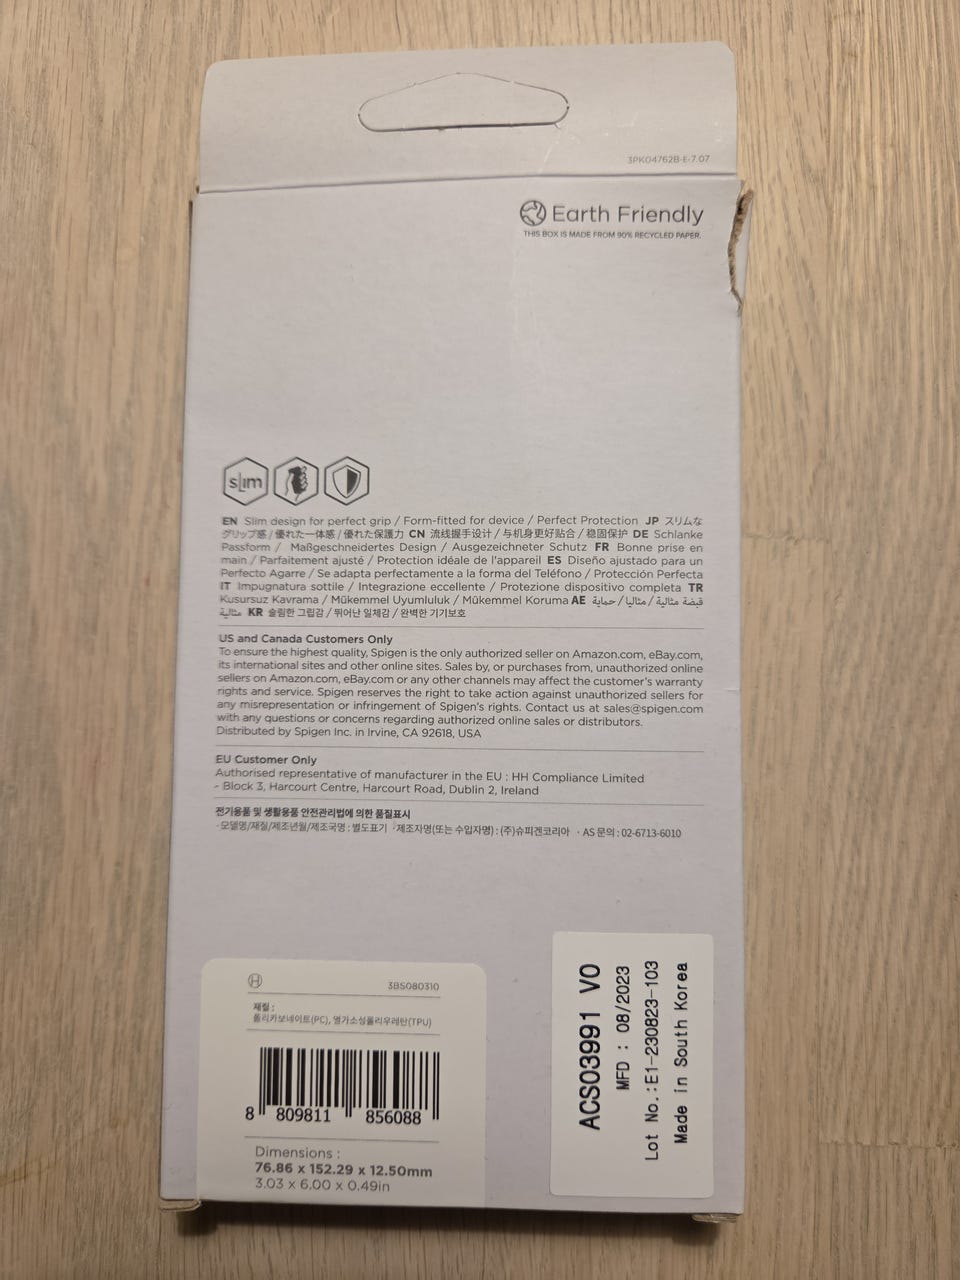 3PK04762B-E-7.07
Earth Friendly
THIS BOX IS MADE FROM 90% RECYCLED PAPER.
slim
EN Slim design for perfect grip / Form-fitted for device / Perfect Protection JP スリムな
グリップ感 / 優れた一体感 / 優れた保護力 CN 流线握手设计 / 与机身更好贴合 / 稳固保护 DE Schlanke
Passform / Maßgeschneidertes Design / Ausgezeichneter Schutz FR Bonne prise en
main / Parfaitement ajusté / Protection idéale de l'appareil ES Diseño ajustado para un
Perfecto Agarre / Se adapta perfectamente a la forma del Teléfono / Protección Perfecta
IT Impugnatura sottile / Integrazione eccellente / Protezione dispositivo completa TR
Kusursuz Kavrama / Mükemmel Uyumluluk / Mükemmel Koruma AE قبضة مثالية / مثاليا / حماية
مثالية KR 슬림한 그립감 / 뛰어난 일체감 / 완벽한 기기보호
US and Canada Customers Only
To ensure the highest quality, Spigen is the only authorized seller on Amazon.com, eBay.com,
its international sites and other online sites. Sales by, or purchases from, unauthorized online
sellers on Amazon.com, eBay.com or any other channels may affect the customer's warranty
rights and service. Spigen reserves the right to take action against unauthorized sellers for
any misrepresentation or infringement of Spigen's rights. Contact us at sales@spigen.com
with any questions or concerns regarding authorized online sales or distributors.
Distributed by Spigen Inc. in Irvine, CA 92618, USA
EU Customer Only
Authorised representative of manufacturer in the EU : HH Compliance Limited
- Block 3, Harcourt Centre, Harcourt Road, Dublin 2, Ireland
전기용품 및 생활용품 안전관리법에 의한 품질표시
· 모델명/재질/제조년월/제조국명 : 별도표기 · 제조자명(또는 수입자명) : (주)슈피겐코리아 · AS 문의 : 02-6713-6010
H 3BS080310
재질 :
폴리카보네이트(PC), 열가소성폴리우레탄(TPU)
8 809811 856088
Dimensions :
76.86 x 152.29 x 12.50mm
3.03 x 6.00 x 0.49in
ACS03991 V0
MFD : 08/2023
Lot No.:E1-230823-103
Made in South Korea